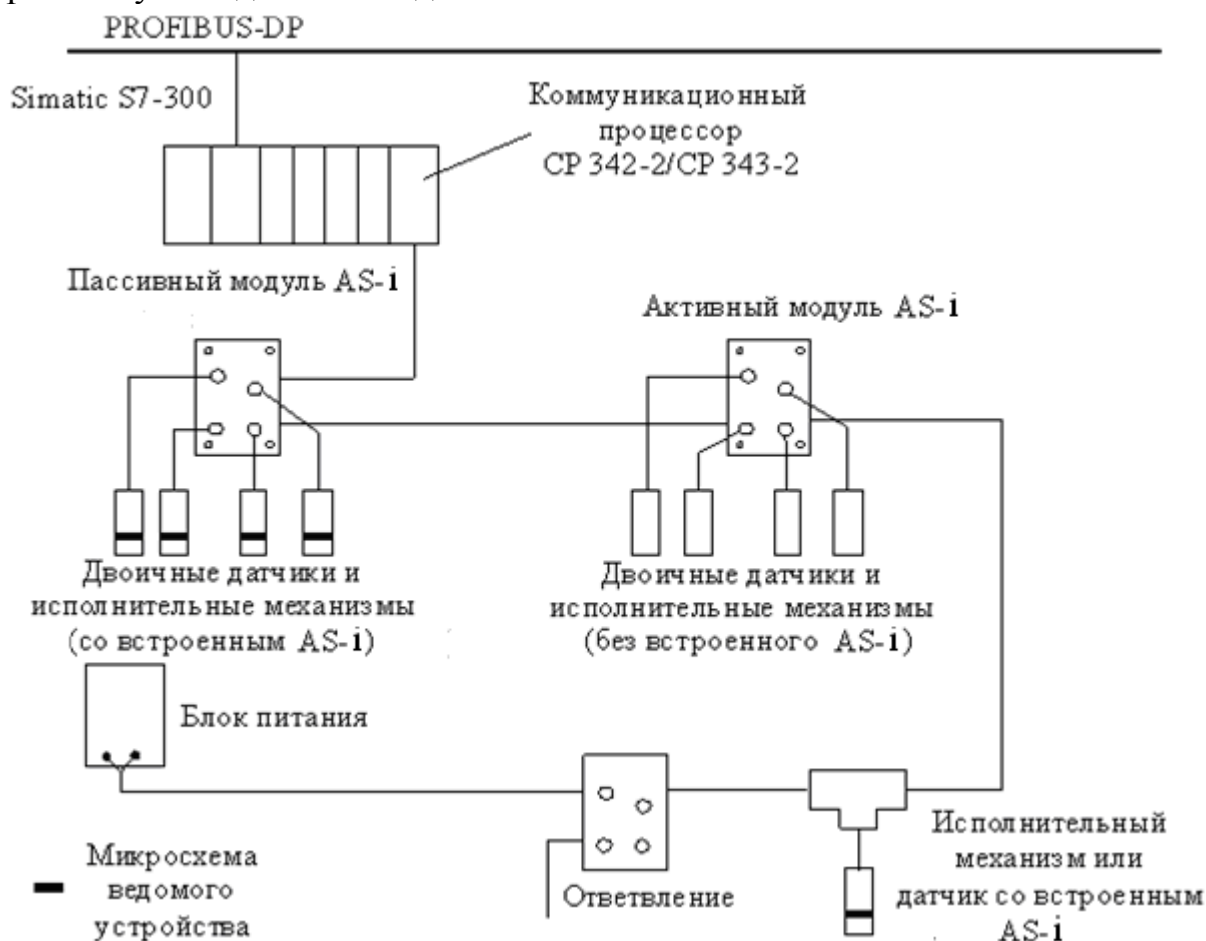 PROFIBUS-DP
Simatic S7-300
Коммуникационный
процессор
CP 342-2/CP 343-2
Пассивный модуль AS-i
Активный модуль AS-i
Двоичные датчики и
исполнительные механизмы
(со встроенным AS-i)
Двоичные датчики и
исполнительные механизмы
(без встроенного AS-i)
Блок питания
Микросхема
ведомого
устройства
Ответвление
Исполнительный
механизм или
датчик со встроенным
AS-i